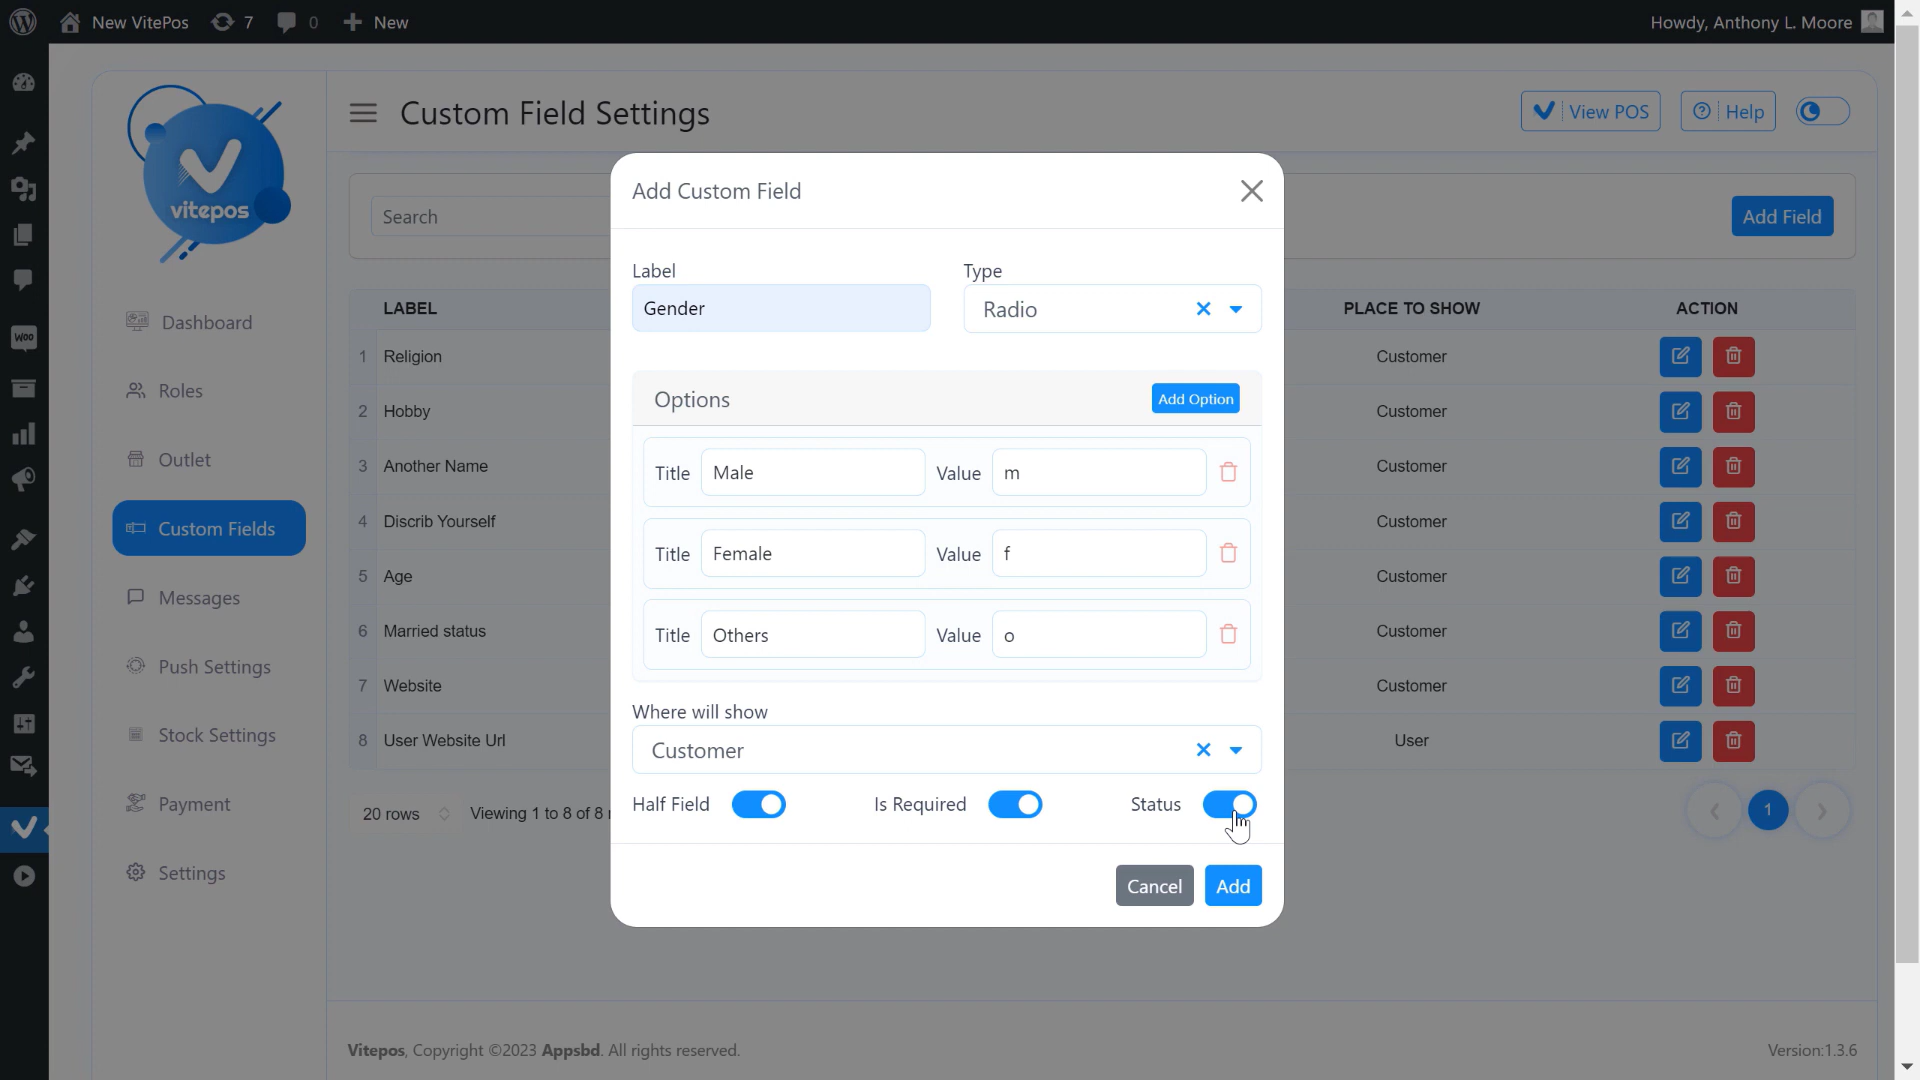 New VitePos 7 0 New
Howdy, Anthony L. Moore
vitepos
Custom Field Settings
View POS
Help
Search
Add Field
Woo
Dashboard
Roles
Outlet
Custom Fields
Messages
Push Settings
Stock Settings
Payment
Settings
LABEL
PLACE TO SHOW
ACTION
1 Religion Customer
2 Hobby Customer
3 Another Name Customer
4 Discrib Yourself Customer
5 Age Customer
6 Married status Customer
7 Website Customer
8 User Website Url User
20 rows Viewing 1 to 8 of 8
1
Add Custom Field
Label
Type
Gender
Radio
Options
Add Option
Title Male Value m
Title Female Value f
Title Others Value o
Where will show
Customer
Half Field
Is Required
Status
Cancel
Add
Vitepos, Copyright ©2023 Appsbd. All rights reserved.
Version:1.3.6